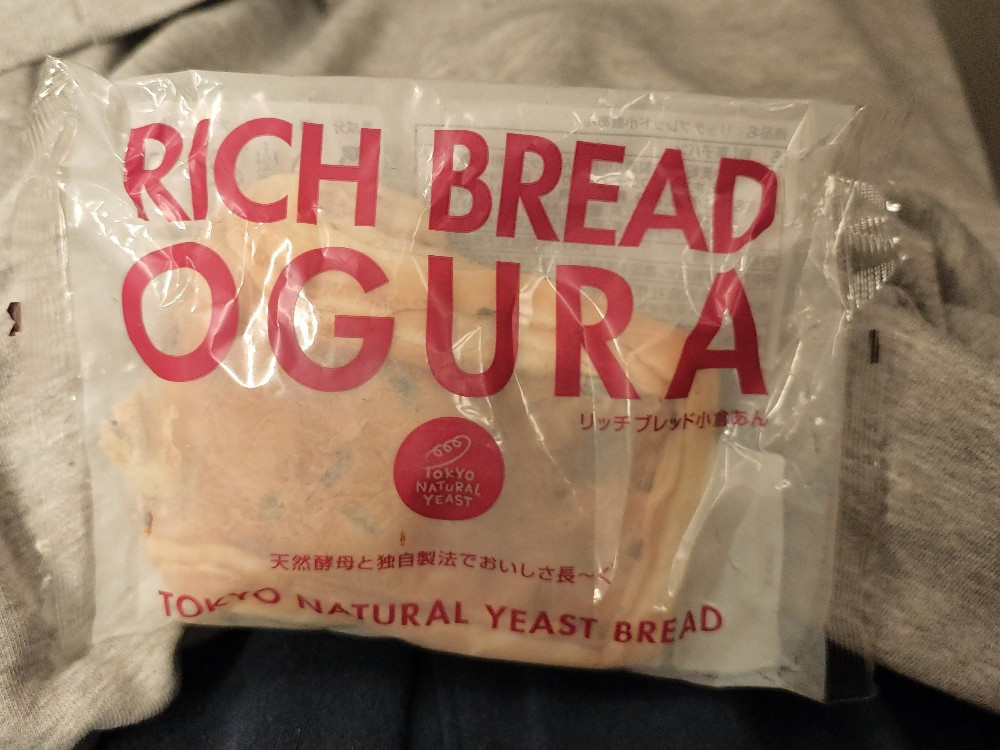 RICH BREAD
OGURA
リッチブレッド小倉あん
TOKYO
NATURAL
YEAST
天然酵母と独自製法でおいしさ長〜く
TOKYO NATURAL YEAST BREAD